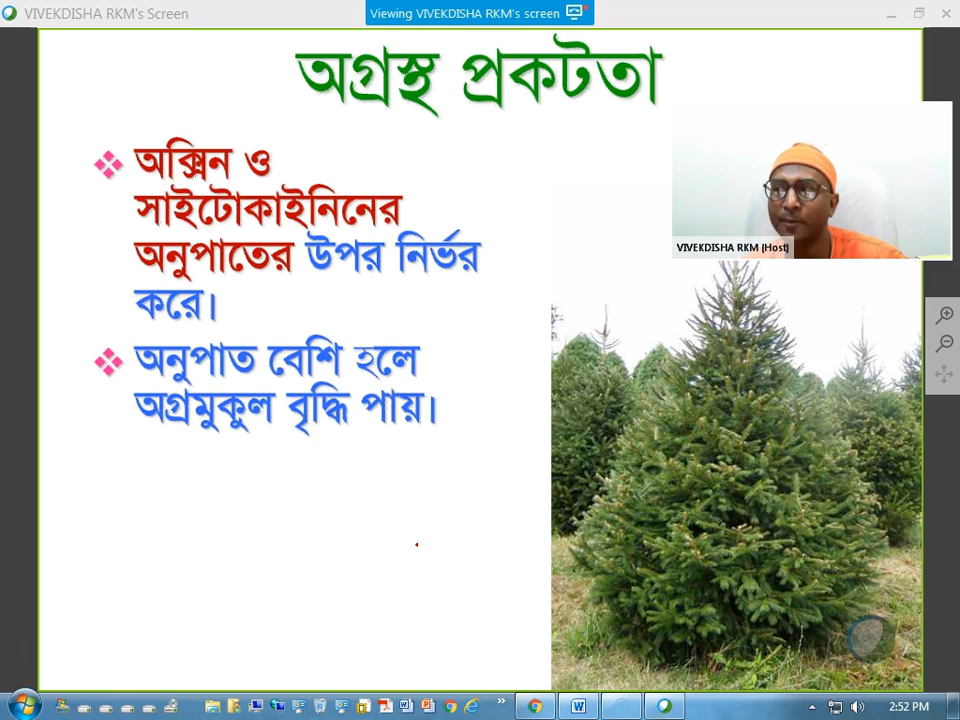 VIVEKDISHA RKM's Screen
Viewing VIVEKDISHA RKM's screen
অগ্রস্থ প্রকটতা
অক্সিন ও
সাইটোকাইনিনের
অনুপাতের উপর নির্ভর
করে।
অনুপাত বেশি হলে
অগ্রমুকুল বৃদ্ধি পায়।
VIVEKDISHA RKM (Host)
2:52 PM